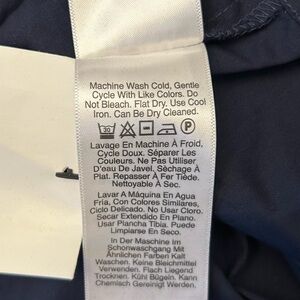 Machine Wash Cold, Gentle
Cycle With Like Colors. Do
Not Bleach. Flat Dry. Use Cool
Iron. Can Be Dry Cleaned.
30 P
Lavage En Machine À Froid,
Cycle Doux. Séparer Les
Couleurs. Ne Pas Utiliser
D'Eau De Javel. Sèchage À
Plat. Repasser À Fer Tiède.
Nettoyable À Sec.
Lavar A Máquina En Agua
Fria, Con Colores Similares,
Ciclo Delicado. No Usar Cloro.
Secar Extendido En Plano.
Usar Plancha Tibia. Puede
Limpiarse En Seco.
In Der Maschine Im
Schonwaschgang Mit
Ähnlichen Farben Kalt
Waschen. Keine Bleichmittel
Verwenden. Flach Liegend
Trocknen. Kühl Bügeln. Kann
Chemisch Gereinigt Werden.